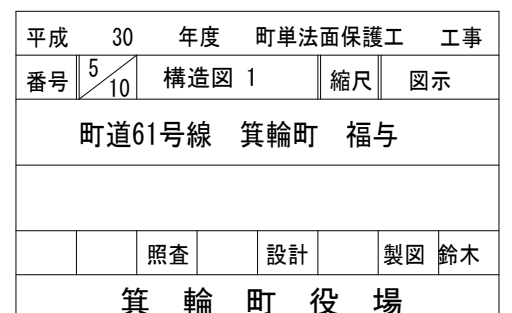 平成 30 年度 町単法面保護工 工事
番号 5/10 構造図 1 縮尺 図示
町道61号線 箕輪町 福与
照査 設計 製図 鈴木
箕輪町役場